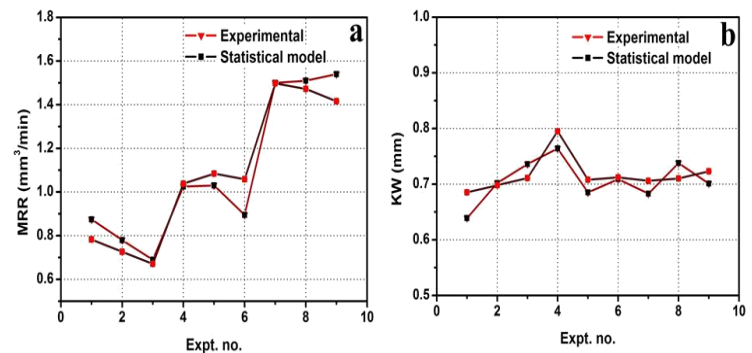 a
Experimental
Statistical model
MRR (mm³/min)
1.8
1.6
1.4
1.2
1.0
0.8
0.6
0 2 4 6 8 10
Expt. no.
b
Experimental
Statistical model
KW (mm)
1.0
0.9
0.8
0.7
0.6
0.5
0 2 4 6 8 10
Expt. no.